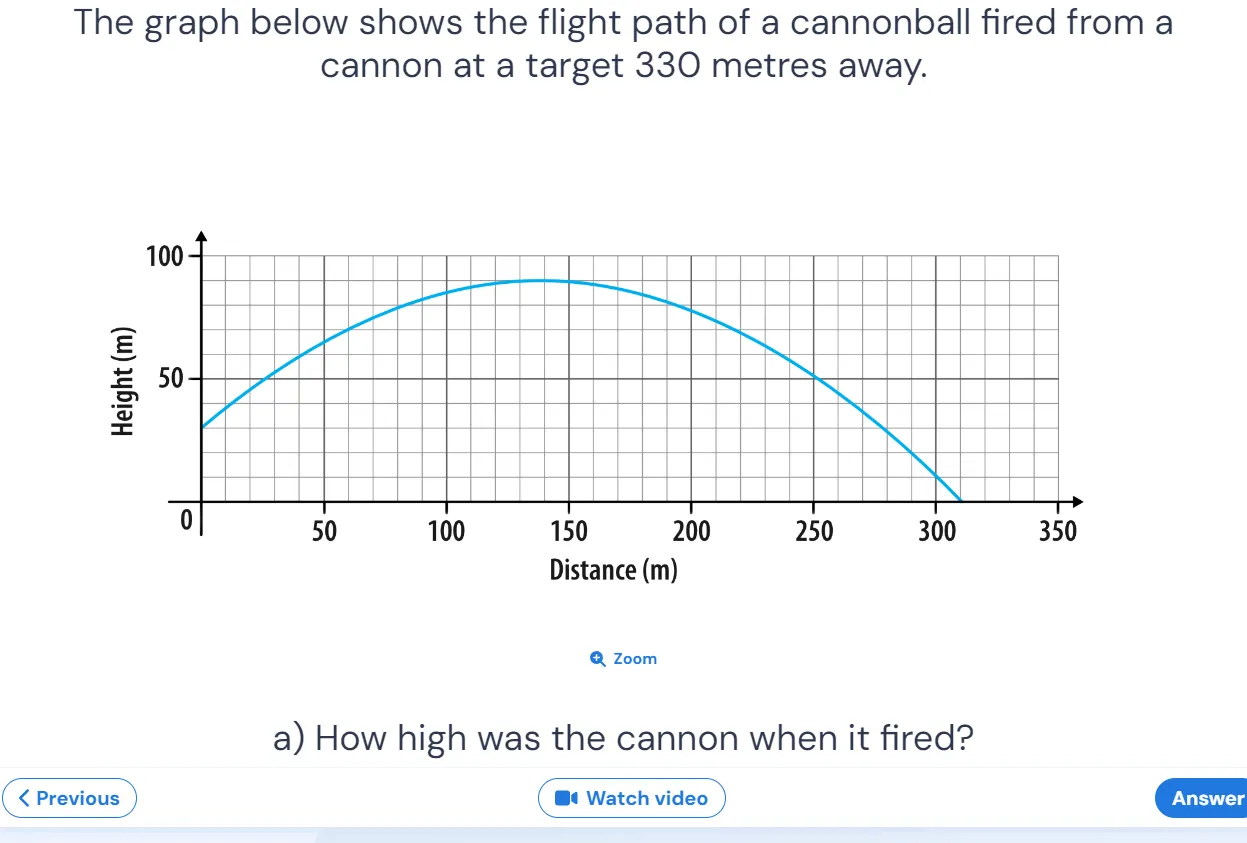 The graph below shows the flight path of a cannonball fired from a
cannon at a target 330 metres away.
100
50
Height (m)
0
50 100 150 200 250 300 350
Distance (m)
Zoom
a) How high was the cannon when it fired?
Previous
Watch video
Answer